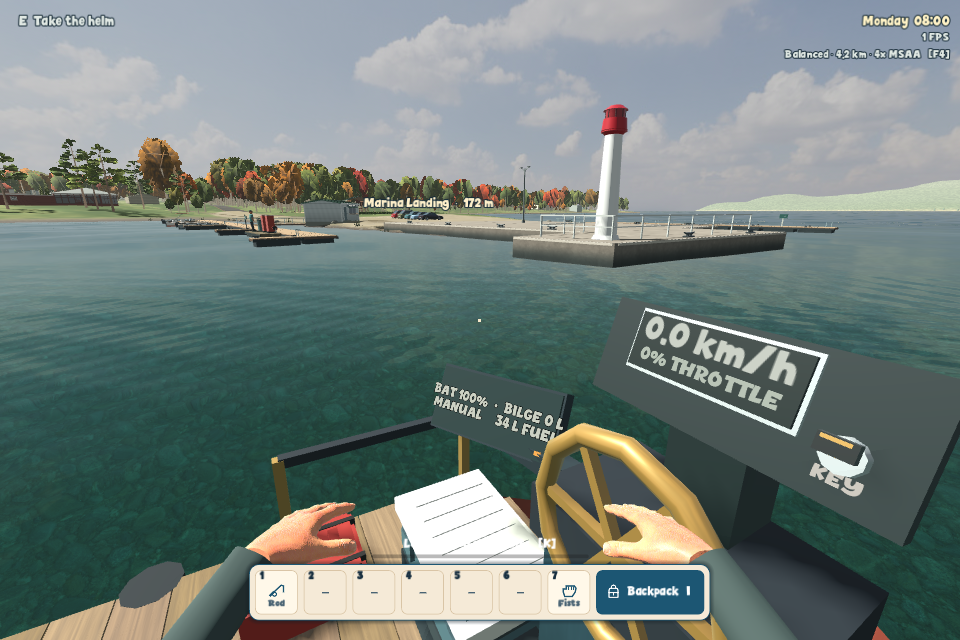 E Take the helm
Monday 08:00
1 FPS
Balanced · 4.2 km · 4x MSAA [F4]
Marina Landing 172 m
0.0 km/h
0% THROTTLE
BAT 100% · BILGE 0 L
MANUAL 34 L FUEL
KEY
[K]
1 2 3 4 5 6 7
Rod
Fists
Backpack I